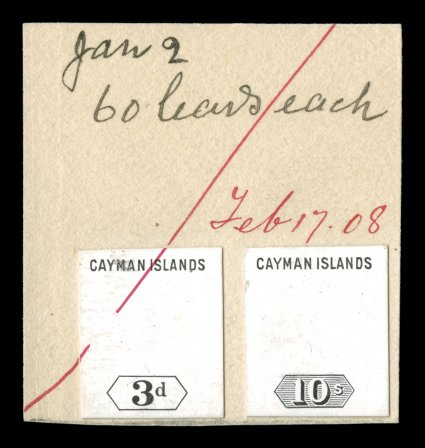 Jan 2
60 leads each
Feb 17. 08
CAYMAN ISLANDS
3d
CAYMAN ISLANDS
10s